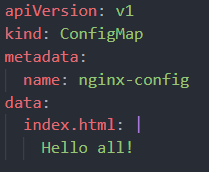 apiVersion: v1
kind: ConfigMap
metadata:
  name: nginx-config
data:
  index.html: |
    Hello all!